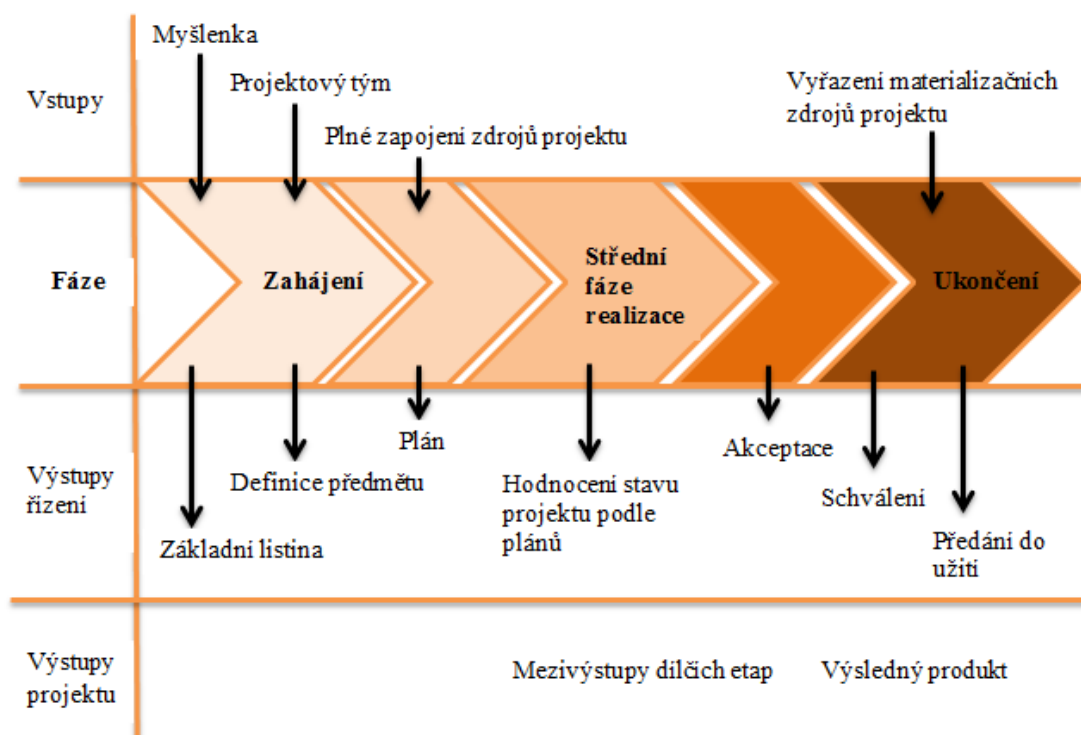 Myšlenka
Projektový tým
Vyřazení materializačních
zdrojů projektu
Vstupy
Plné zapojení zdrojů projektu
Fáze
Zahájení
Střední
fáze
realizace
Ukončení
Výstupy
řízení
Plán
Akceptace
Definice předmětu
Hodnocení stavu
projektu podle
plánů
Schválení
Základní listina
Předání do
užití
Výstupy
projektu
Mezivýstupy dílčích etap
Výsledný produkt